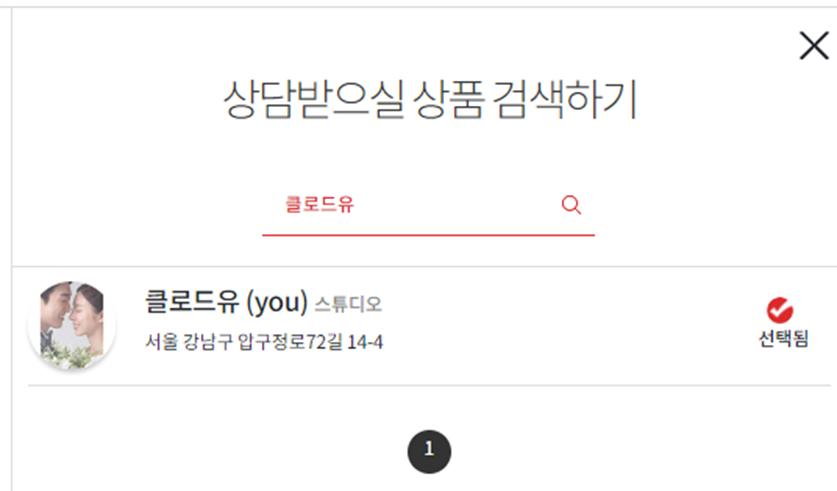 상담받으실 상품 검색하기
클로드유
클로드유 (you) 스튜디오
서울 강남구 압구정로72길 14-4
선택됨
1